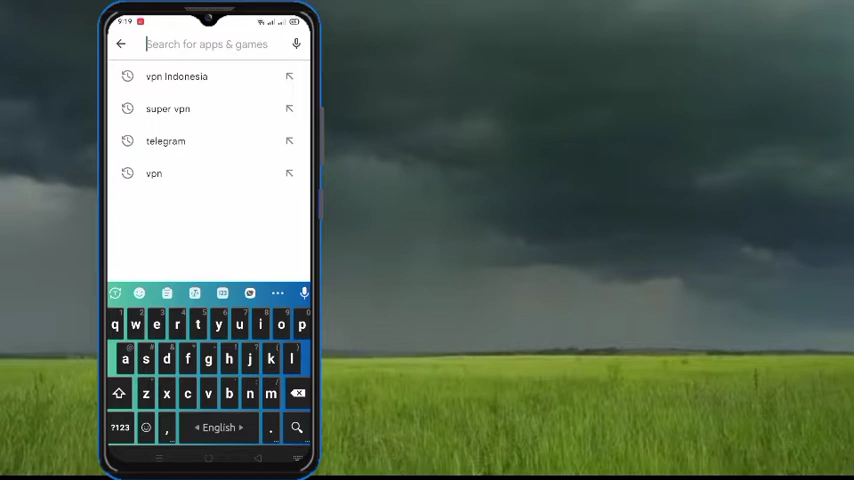 9:19
Search for apps & games
vpn Indonesia
super vpn
telegram
vpn
q w e r t y u i o p
a s d f g h j k l
z x c v b n m
?123 , English .